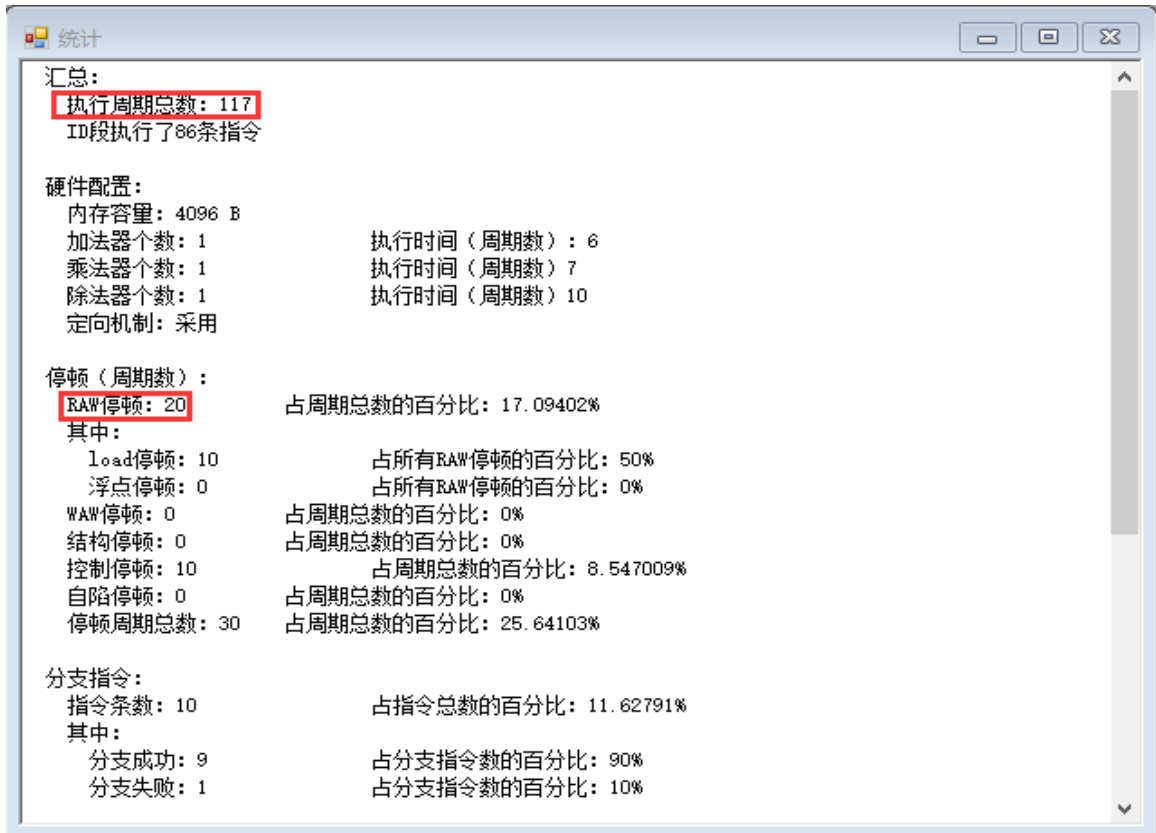 统计
汇总:
执行周期总数: 117
ID段执行了86条指令
硬件配置:
内存容量: 4096 B
加法器个数: 1 执行时间（周期数）: 6
乘法器个数: 1 执行时间（周期数）7
除法器个数: 1 执行时间（周期数）10
定向机制: 采用
停顿（周期数）:
RAW停顿: 20 占周期总数的百分比: 17.09402%
其中:
load停顿: 10 占所有RAW停顿的百分比: 50%
浮点停顿: 0 占所有RAW停顿的百分比: 0%
WAW停顿: 0 占周期总数的百分比: 0%
结构停顿: 0 占周期总数的百分比: 0%
控制停顿: 10 占周期总数的百分比: 8.547009%
自陷停顿: 0 占周期总数的百分比: 0%
停顿周期总数: 30 占周期总数的百分比: 25.64103%
分支指令:
指令条数: 10 占指令总数的百分比: 11.62791%
其中:
分支成功: 9 占分支指令数的百分比: 90%
分支失败: 1 占分支指令数的百分比: 10%